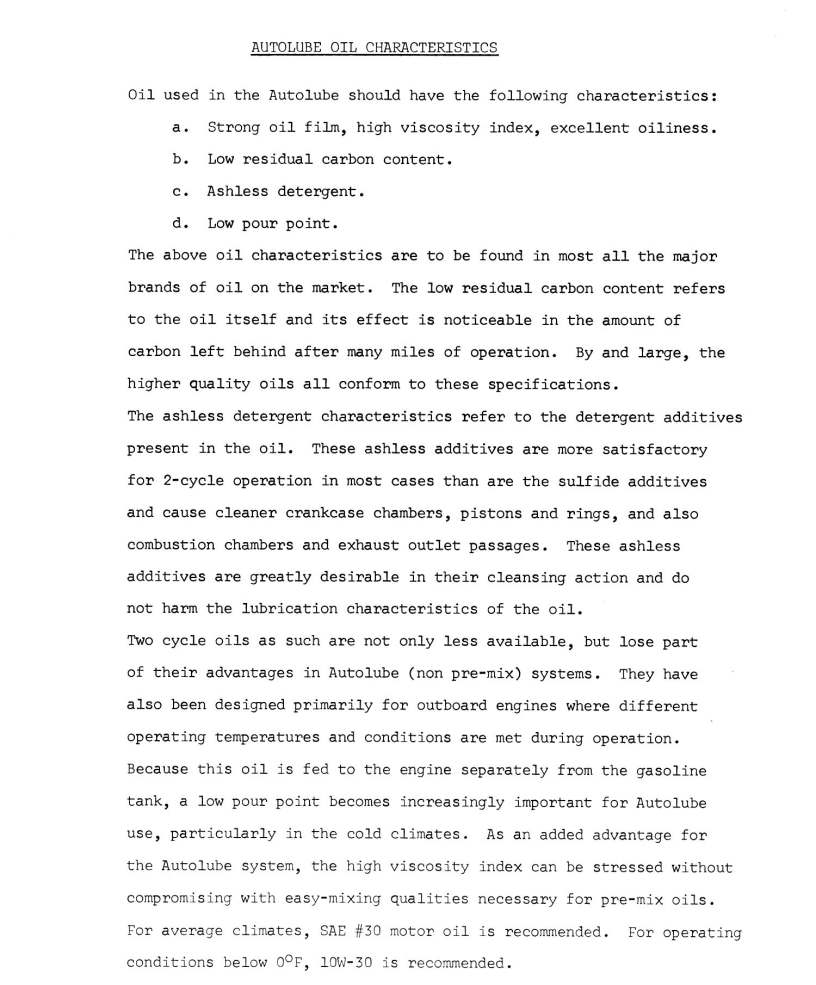 AUTOLUBE OIL CHARACTERISTICS
Oil used in the Autolube should have the following characteristics:
a. Strong oil film, high viscosity index, excellent oiliness.
b. Low residual carbon content.
c. Ashless detergent.
d. Low pour point.
The above oil characteristics are to be found in most all the major
brands of oil on the market. The low residual carbon content refers
to the oil itself and its effect is noticeable in the amount of
carbon left behind after many miles of operation. By and large, the
higher quality oils all conform to these specifications.
The ashless detergent characteristics refer to the detergent additives
present in the oil. These ashless additives are more satisfactory
for 2-cycle operation in most cases than are the sulfide additives
and cause cleaner crankcase chambers, pistons and rings, and also
combustion chambers and exhaust outlet passages. These ashless
additives are greatly desirable in their cleansing action and do
not harm the lubrication characteristics of the oil.
Two cycle oils as such are not only less available, but lose part
of their advantages in Autolube (non pre-mix) systems. They have
also been designed primarily for outboard engines where different
operating temperatures and conditions are met during operation.
Because this oil is fed to the engine separately from the gasoline
tank, a low pour point becomes increasingly important for Autolube
use, particularly in the cold climates. As an added advantage for
the Autolube system, the high viscosity index can be stressed without
compromising with easy-mixing qualities necessary for pre-mix oils.
For average climates, SAE #30 motor oil is recommended. For operating
conditions below 0°F, 10W-30 is recommended.